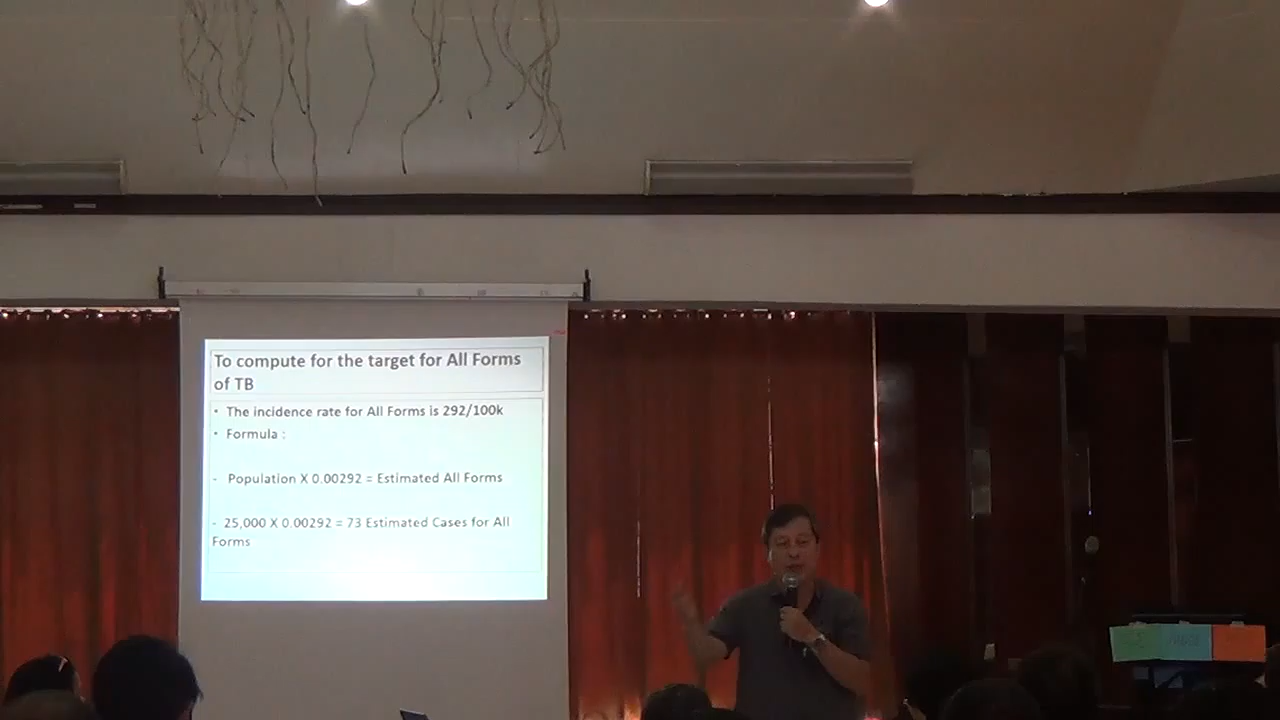 To compute for the target for All Forms
of TB
• The incidence rate for All Forms is 292/100k
• Formula :
- Population X 0.00292 = Estimated All Forms
- 25,000 X 0.00292 = 73 Estimated Cases for All
Forms